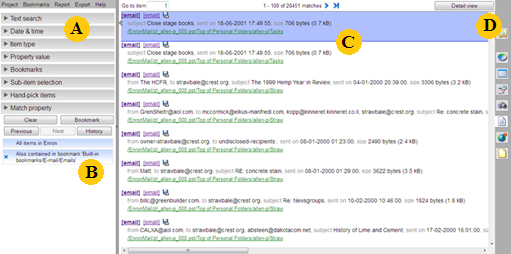 Project Bookmarks Report Export Help
Text search
Date & time
Item type
Property value
Bookmarks
Sub-item selection
Hand-pick items
Match property
Clear Bookmark
Previous Next History
All items in Enron
Also contained in bookmark 'Built-in
bookmarks/E-mail/Emails'
A
B
Go to item 1 1 - 100 of 20451 emails Detail view
[email] [email]
subject Close stage books, sent on 18-06-2001 17:49:55, size 706 bytes (0.7 kB)
/EnronMail/zl_allen-p_000.pst/Top of Personal Folders/allen-p/Tasks
[email] [email]
subject Close stage books, sent on 18-06-2001 17:49:55, size 706 bytes (0.7 kB)
/EnronMail/zl_allen-p_000.pst/Top of Personal Folders/allen-p/Tasks
[email] [email]
from The HCFR, to strawbale@crest.org, subject The 1999 Hemp Year in Review, sent on 04-01-2000 20:39:00, size 3306 bytes (3.2 kB)
/EnronMail/zl_allen-p_000.pst/Top of Personal Folders/allen-p/Straw
[email] [email]
from GrenSheltr@aol.com, to mccormick@elkus-manfredi.com, kopp@kinneret.kinneret.co.il, strawbale@crest.org, subject Re: concrete stain,
/EnronMail/zl_allen-p_000.pst/Top of Personal Folders/allen-p/Straw
[email] [email]
from owner-strawbale@crest.org, to undisclosed-recipients:, sent on 08-01-2000 01:23:00, size 2490 bytes (2.4 kB)
/EnronMail/zl_allen-p_000.pst/Top of Personal Folders/allen-p/Straw
[email] [email]
from Matt, to strawbale@crest.org, subject RE: concrete stain, sent on 08-01-2000 21:29:00, size 3622 bytes (3.5 kB)
/EnronMail/zl_allen-p_000.pst/Top of Personal Folders/allen-p/Straw
[email] [email]
from billc@greenbuilder.com, to strawbale@crest.org, subject Re: Newsgroups, sent on 10-02-2000 10:46:00, size 1824 bytes (1.8 kB)
/EnronMail/zl_allen-p_000.pst/Top of Personal Folders/allen-p/Straw
[email] [email]
from CALXA@aol.com, to strawbale@crest.org, absteen@dakotacom.net, subject History of Lime and Cement, sent on 17-02-2000 16:01:00,
/EnronMail/zl_allen-p_000.pst/Top of Personal Folders/allen-p/Straw
C
D